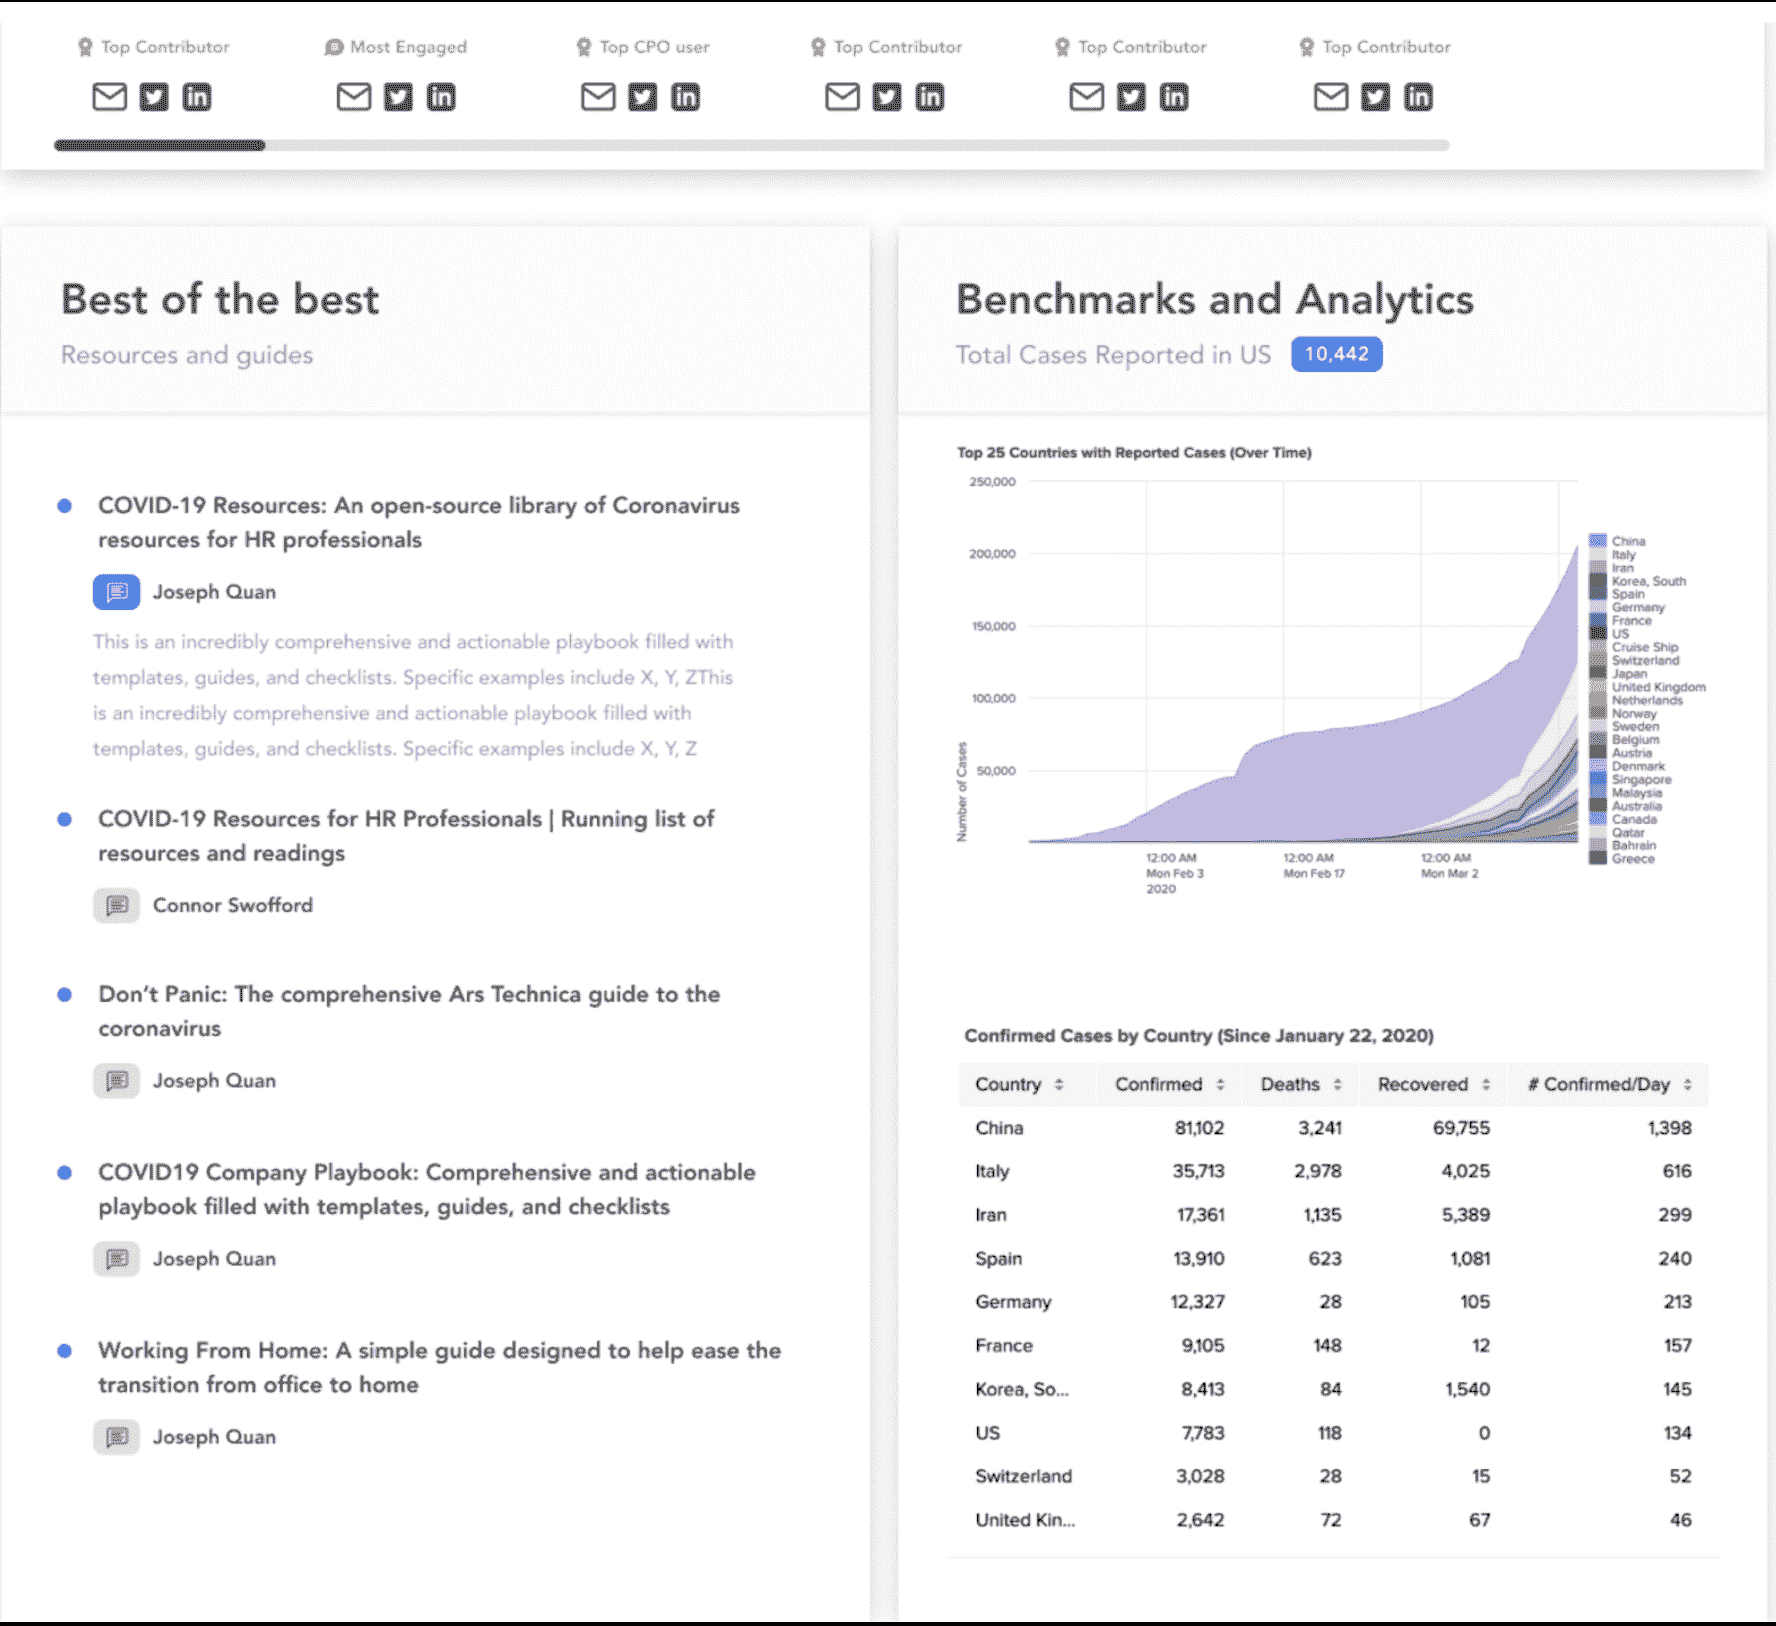 Top Contributor Most Engaged Top CPO user Top Contributor Top Contributor Top Contributor
Best of the best
Resources and guides
COVID-19 Resources: An open-source library of Coronavirus
resources for HR professionals
Joseph Quan
This is an incredibly comprehensive and actionable playbook filled with
templates, guides, and checklists. Specific examples include X, Y, ZThis
is an incredibly comprehensive and actionable playbook filled with
templates, guides, and checklists. Specific examples include X, Y, Z
COVID-19 Resources for HR Professionals | Running list of
resources and readings
Connor Swofford
Don't Panic: The comprehensive Ars Technica guide to the
coronavirus
Joseph Quan
COVID19 Company Playbook: Comprehensive and actionable
playbook filled with templates, guides, and checklists
Joseph Quan
Working From Home: A simple guide designed to help ease the
transition from office to home
Joseph Quan
Benchmarks and Analytics
Total Cases Reported in US 10,442
Top 25 Countries with Reported Cases (Over Time)
250,000
200,000
150,000
100,000
50,000
Number of Cases
12:00 AM 12:00 AM 12:00 AM
Mon Feb 3 Mon Feb 17 Mon Mar 2
2020
China
Italy
Iran
Korea, South
Spain
Germany
France
US
Cruise Ship
Switzerland
Japan
United Kingdom
Netherlands
Norway
Sweden
Belgium
Austria
Denmark
Singapore
Malaysia
Australia
Canada
Qatar
Bahrain
Greece
Confirmed Cases by Country (Since January 22, 2020)
Country Confirmed Deaths Recovered # Confirmed/Day
China 81,102 3,241 69,755 1,398
Italy 35,713 2,978 4,025 616
Iran 17,361 1,135 5,389 299
Spain 13,910 623 1,081 240
Germany 12,327 28 105 213
France 9,105 148 12 157
Korea, So... 8,413 84 1,540 145
US 7,783 118 0 134
Switzerland 3,028 28 15 52
United Kin... 2,642 72 67 46